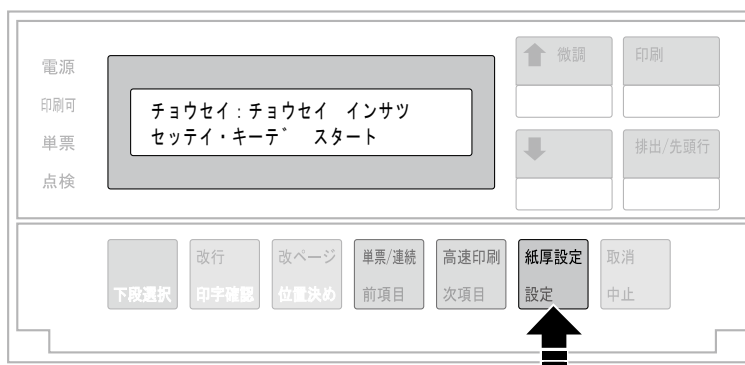 電源
印刷可
単票
点検
チョウセイ：チョウセイ　インサツ
セッテイ・キーデ　スタート
微調
印刷
排出/先頭行
下段選択
改行
印字確認
改ページ
位置決め
単票/連続
前項目
高速印刷
次項目
紙厚設定
設定
取消
中止